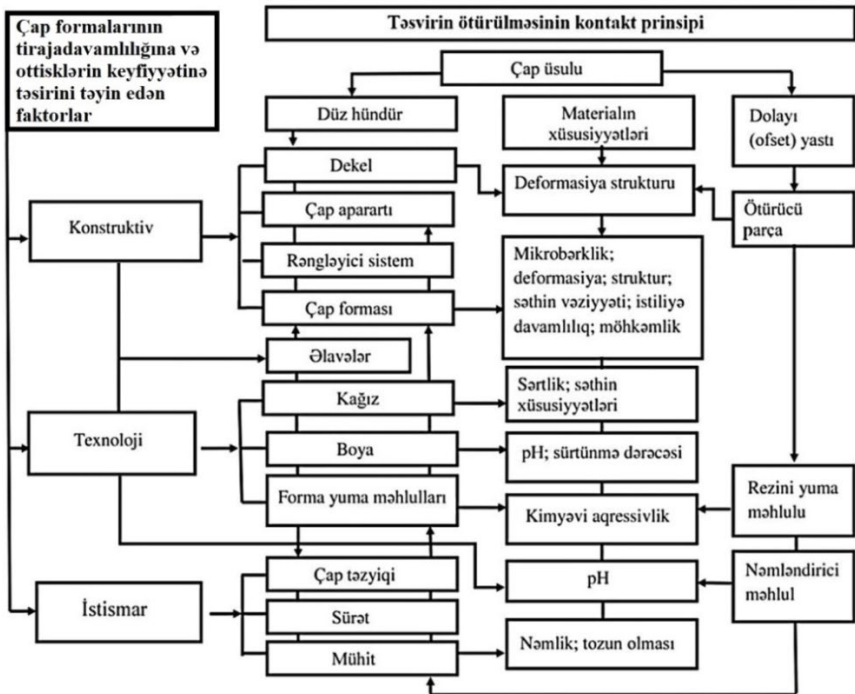 Çap formalarının
tirajadavamlılığına və
ottisklərin keyfiyyətinə
təsirini təyin edən
faktorlar
Təsvirin ötürülməsinin kontakt prinsipi
Çap üsulu
Düz hündür
Materialın
xüsusiyyətləri
Dolayı
(ofset) yastı
Dekel
Deformasiya strukturu
Ötürücü
parça
Konstruktiv
Çap aparartı
Rəngləyici sistem
Çap forması
Mikrobərklik;
deformasiya; struktur;
səthin vəziyyəti; istiliyə
davamlılıq; möhkəmlik
Əlavələr
Texnoloji
Kağız
Sərtlik; səthin
xüsusiyyətləri
Boya
pH; sürtünmə dərəcəsi
Forma yuma məhlulları
Kimyəvi aqressivlik
Rezini yuma
məhlulu
İstismar
Çap təzyiqi
pH
Nəmləndirici
məhlul
Sürət
Mühit
Nəmlik; tozun olması